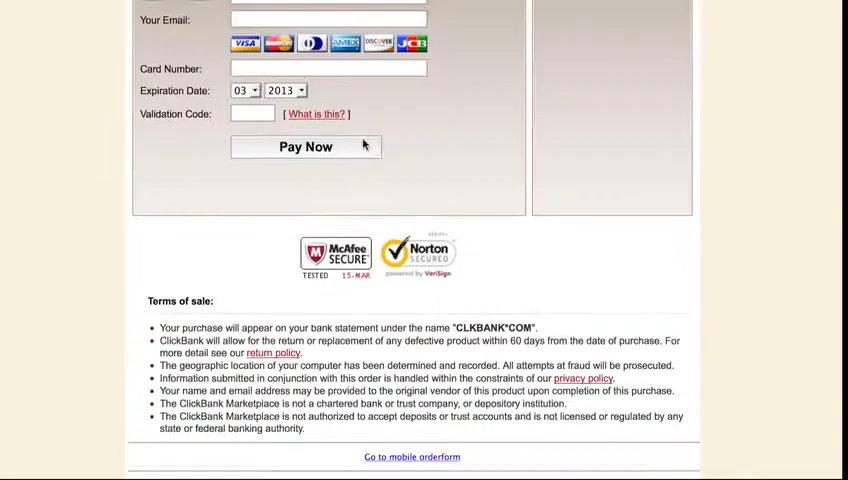 Your Email:
VISA MasterCard AMEX DISCOVER JCB
Card Number:
Expiration Date: 03 2013
Validation Code: [ What is this? ]
Pay Now
McAfee SECURE
TESTED 15-MAR
VERIFY
Norton SECURED
powered by VeriSign
Terms of sale:
Your purchase will appear on your bank statement under the name "CLKBANK*COM".
ClickBank will allow for the return or replacement of any defective product within 60 days from the date of purchase. For
more detail see our return policy.
The geographic location of your computer has been determined and recorded. All attempts at fraud will be prosecuted.
Information submitted in conjunction with this order is handled within the constraints of our privacy policy.
Your name and email address may be provided to the original vendor of this product upon completion of this purchase.
The ClickBank Marketplace is not a chartered bank or trust company, or depository institution.
The ClickBank Marketplace is not authorized to accept deposits or trust accounts and is not licensed or regulated by any
state or federal banking authority.
Go to mobile orderform